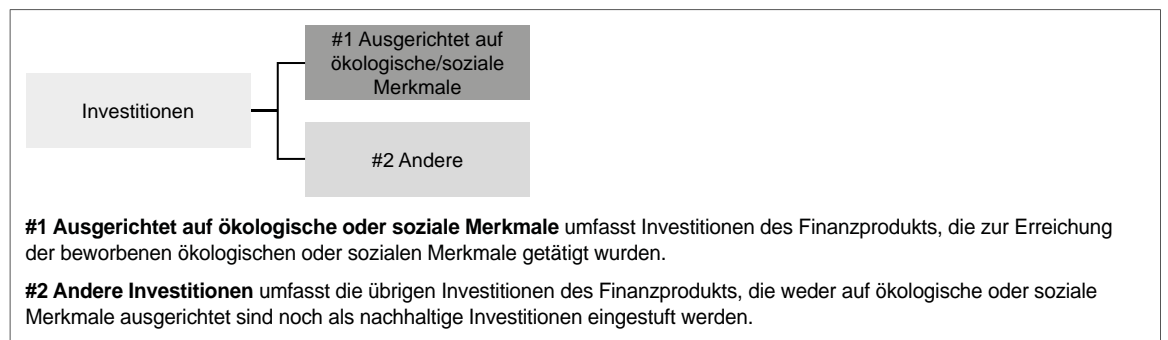 #1 Ausgerichtet auf
ökologische/soziale
Merkmale
Investitionen
#2 Andere
#1 Ausgerichtet auf ökologische oder soziale Merkmale umfasst Investitionen des Finanzprodukts, die zur Erreichung
der beworbenen ökologischen oder sozialen Merkmale getätigt wurden.
#2 Andere Investitionen umfasst die übrigen Investitionen des Finanzprodukts, die weder auf ökologische oder soziale
Merkmale ausgerichtet sind noch als nachhaltige Investitionen eingestuft werden.